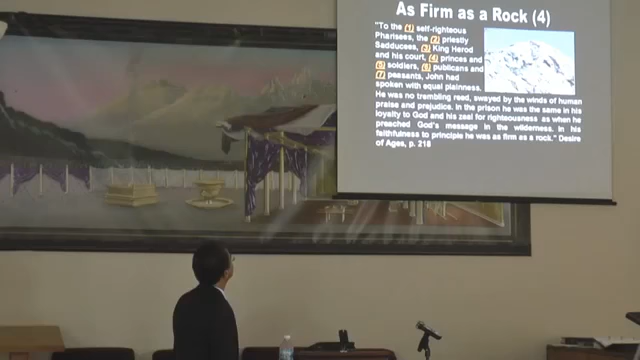 As Firm as a Rock (4)
"To the (1) self-righteous
Pharisees, the (2) priestly
Sadducees, (3) King Herod
and his court, (4) princes and
(5) soldiers, (6) publicans and
(7) peasants, John had
spoken with equal plainness.
He was no trembling reed, swayed by the winds of human
praise and prejudice. In the prison he was the same in his
loyalty to God and his zeal for righteousness as when he
preached God's message in the wilderness. In his
faithfulness to principle he was as firm as a rock." Desire
of Ages, p. 218